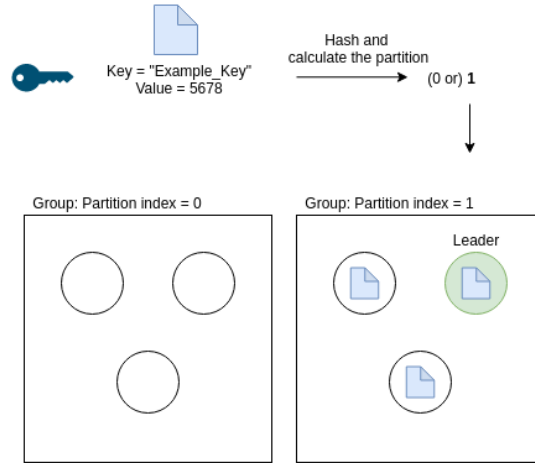 Key = "Example_Key"
Value = 5678
Hash and
calculate the partition
(0 or) 1
Group: Partition index = 0
Group: Partition index = 1
Leader